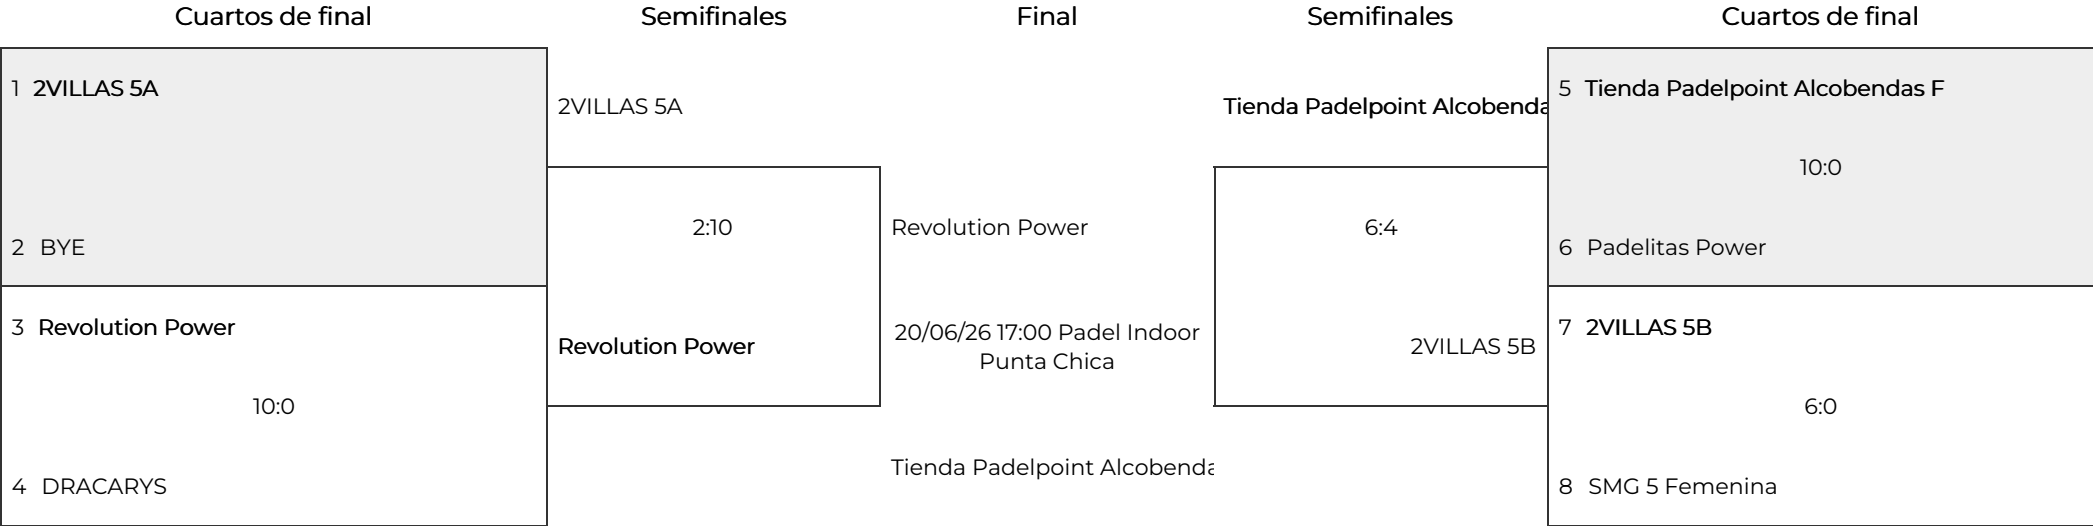 Cuartos de final
Semifinales
Final
Semifinales
Cuartos de final
1 2VILLAS 5A
2 BYE
3 Revolution Power
10:0
4 DRACARYS
2VILLAS 5A
2:10
Revolution Power
Revolution Power
20/06/26 17:00 Padel Indoor
Punta Chica
Tienda Padelpoint Alcobenda
Tienda Padelpoint Alcobenda
6:4
2VILLAS 5B
5 Tienda Padelpoint Alcobendas F
10:0
6 Padelitas Power
7 2VILLAS 5B
6:0
8 SMG 5 Femenina